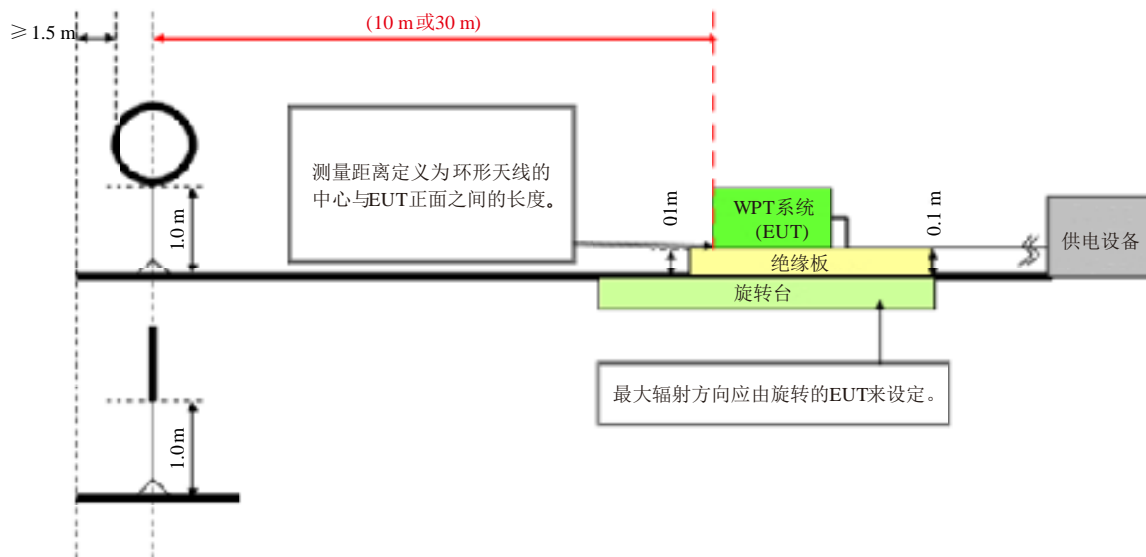 ≥ 1.5 m
(10 m或30 m)
测量距离定义为环形天线的
中心与EUT正面之间的长度。
1.0 m
01m
WPT系统
(EUT)
0.1 m
供电设备
绝缘板
旋转台
最大辐射方向应由旋转的EUT来设定。
1.0 m